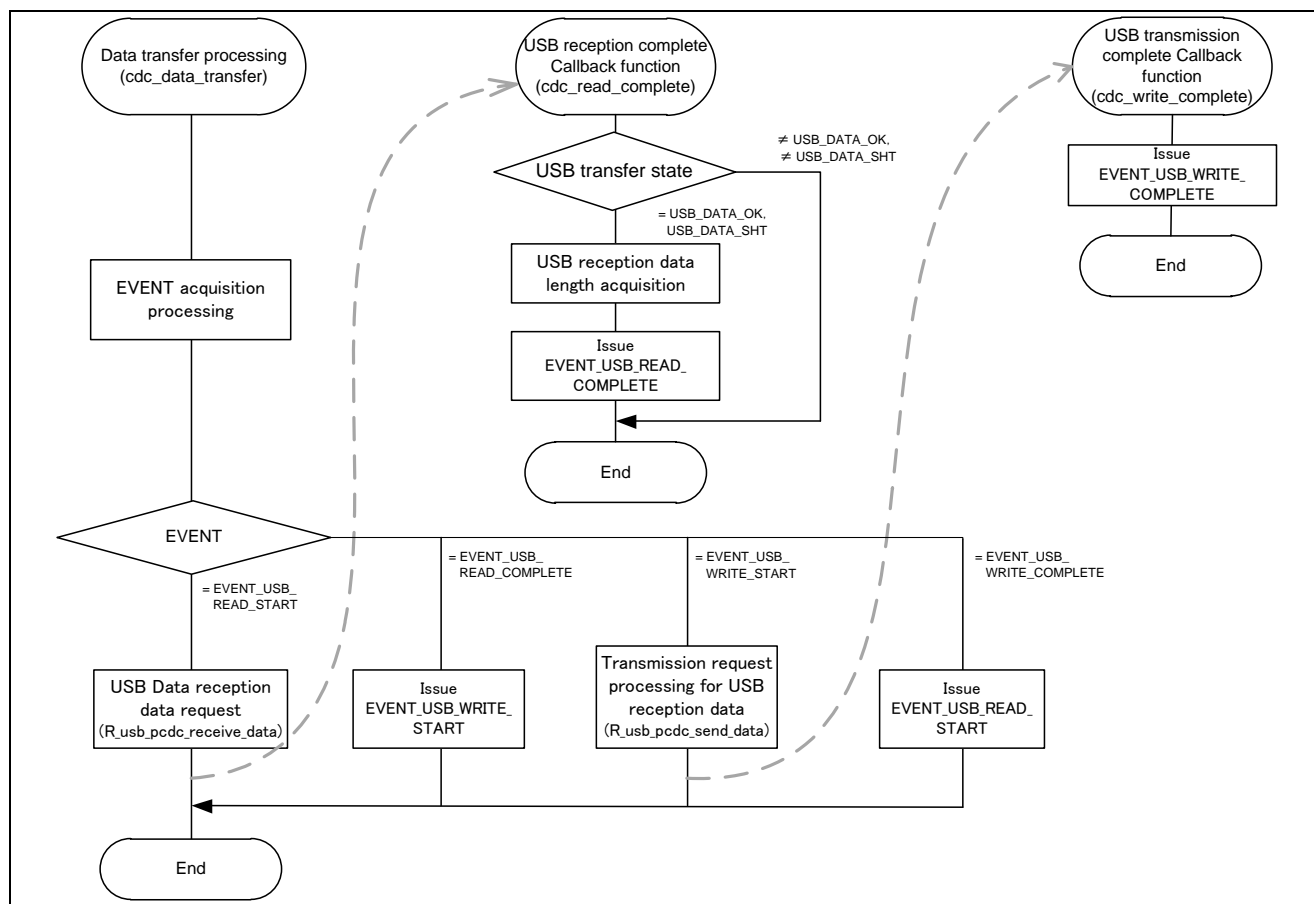 Data transfer processing
(cdc_data_transfer)
EVENT acquisition
processing
EVENT
= EVENT_USB_
READ_START
= EVENT_USB_
READ_COMPLETE
= EVENT_USB_
WRITE_START
= EVENT_USB_
WRITE_COMPLETE
USB Data reception
data request
(R_usb_pcdc_receive_data)
Issue
EVENT_USB_WRITE_
START
Transmission request
processing for USB
reception data
(R_usb_pcdc_send_data)
Issue
EVENT_USB_READ_
START
End
USB reception complete
Callback function
(cdc_read_complete)
USB transfer state
≠ USB_DATA_OK,
≠ USB_DATA_SHT
= USB_DATA_OK,
USB_DATA_SHT
USB reception data
length acquisition
Issue
EVENT_USB_READ_
COMPLETE
End
USB transmission
complete Callback
function
(cdc_write_complete)
Issue
EVENT_USB_WRITE_
COMPLETE
End